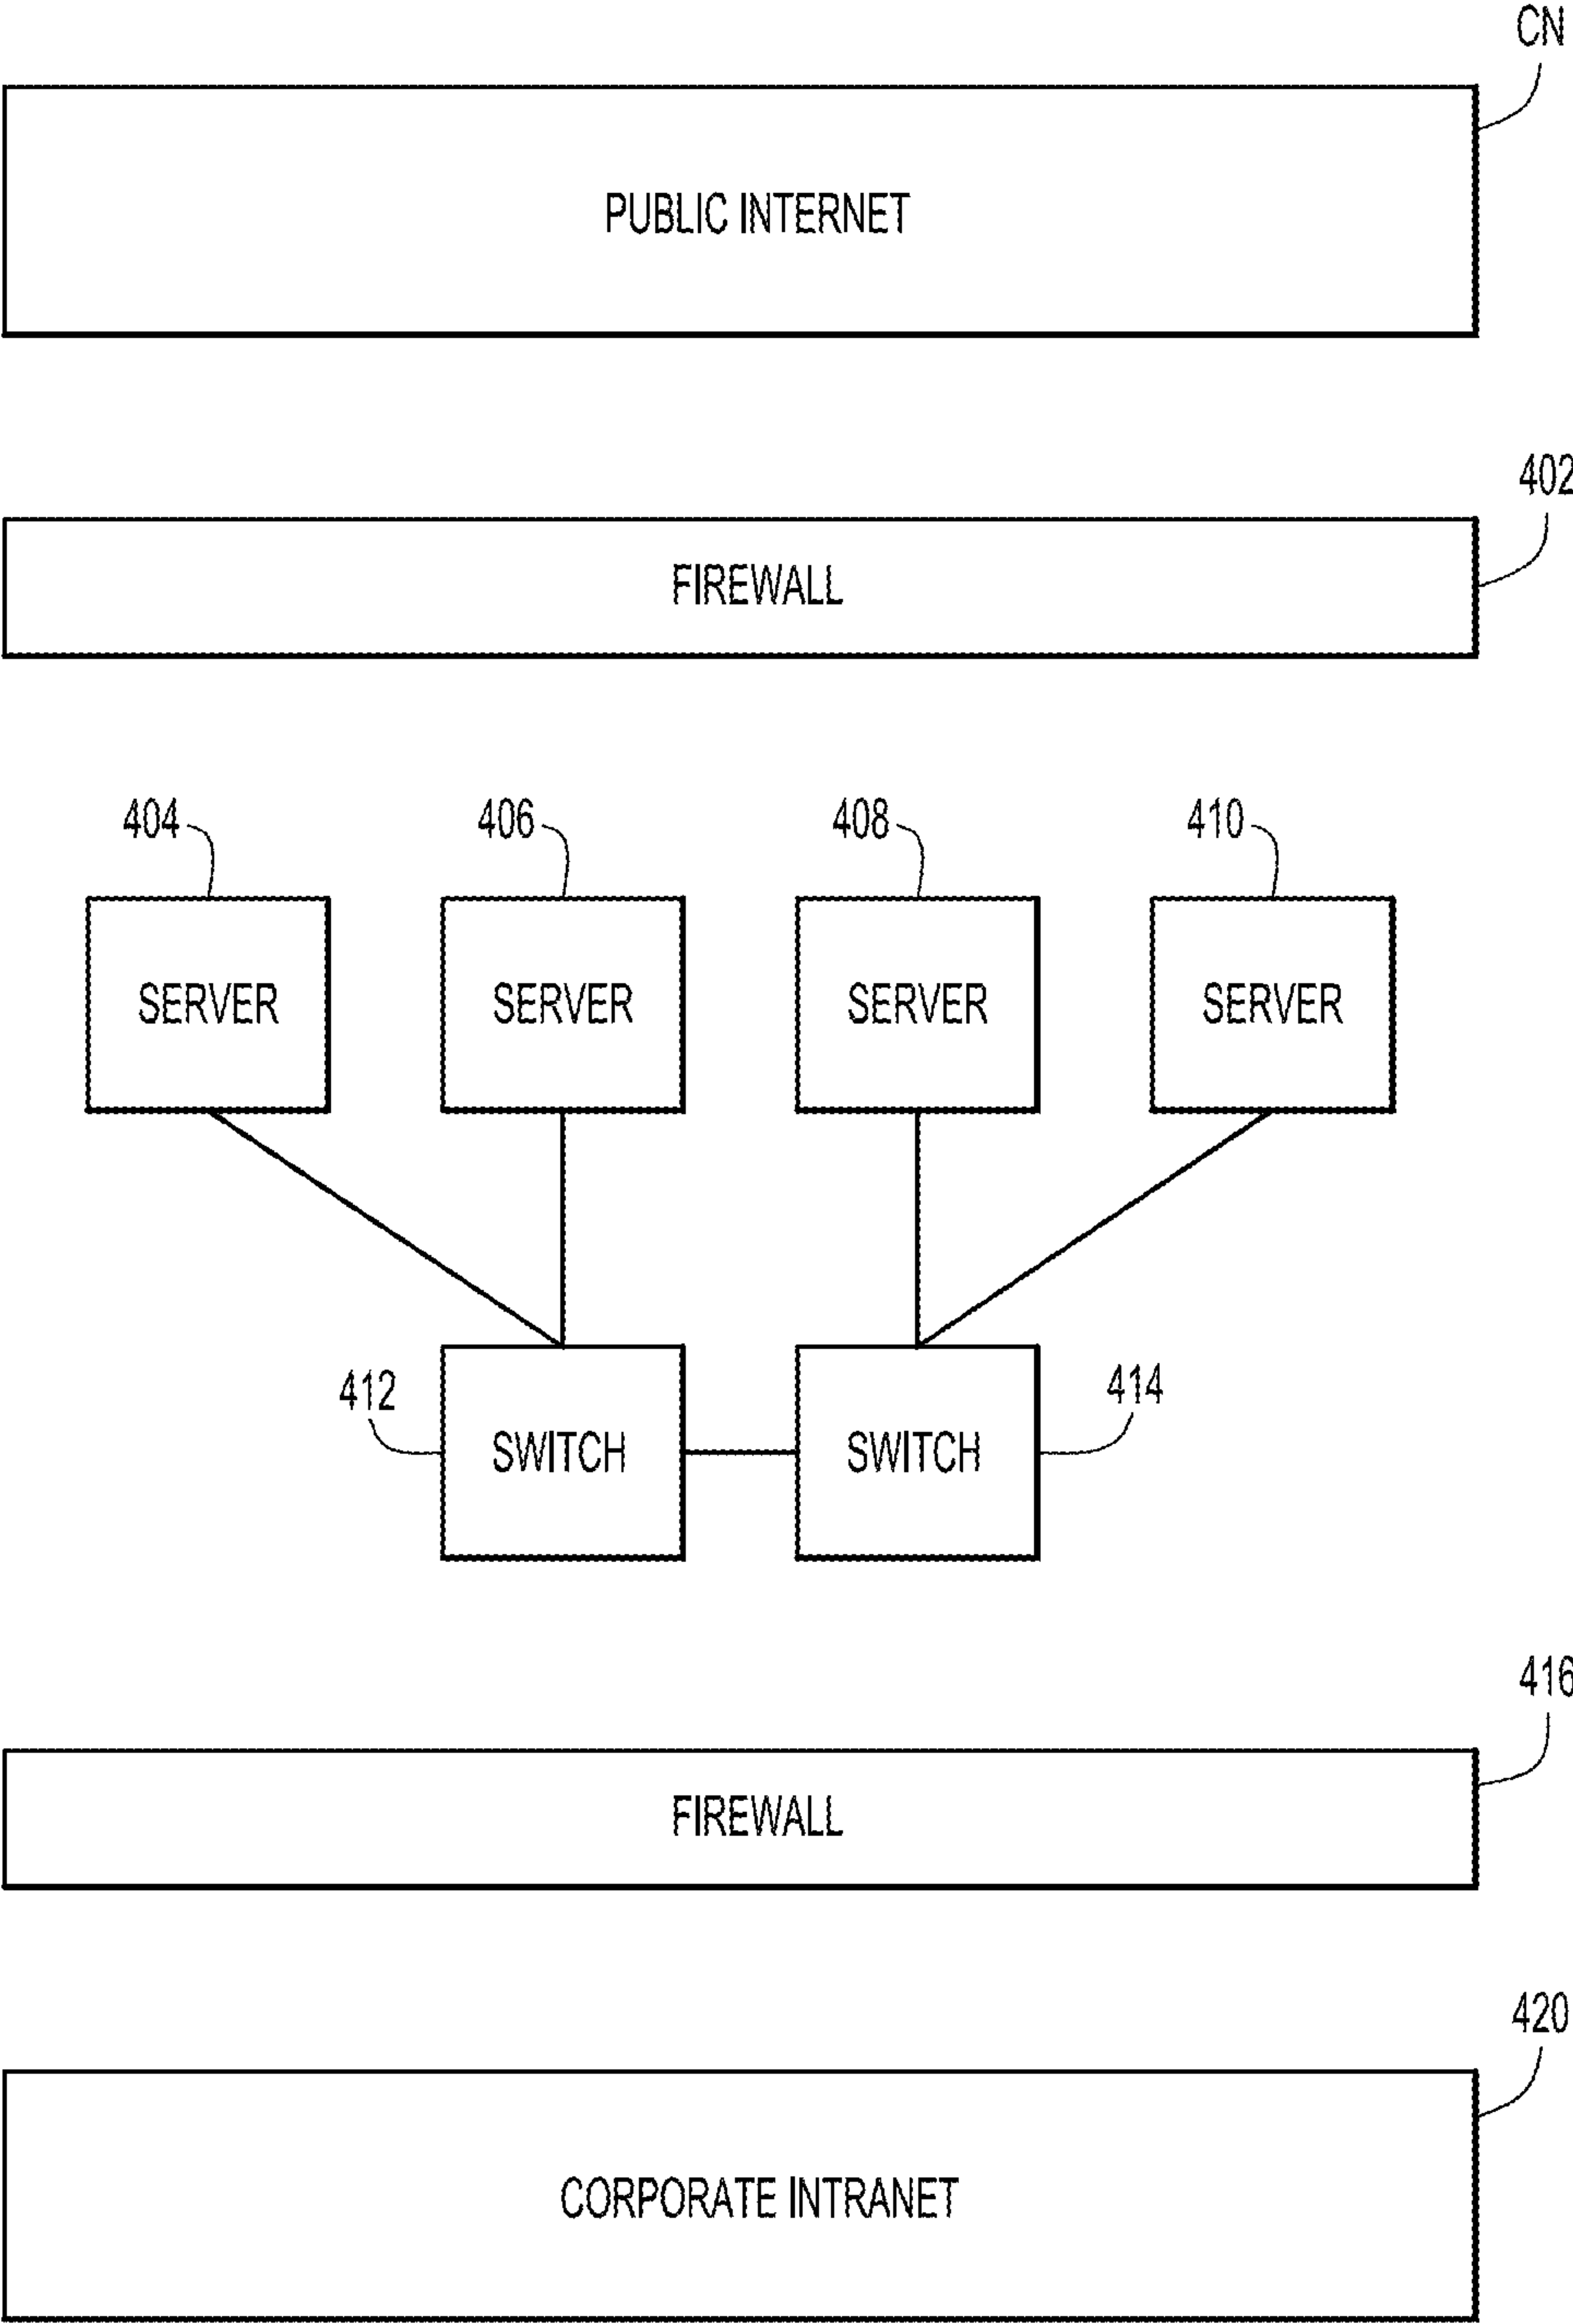 CN
PUBLIC INTERNET
402
FIREWALL
404 406 408 410
SERVER SERVER SERVER SERVER
412 414
SWITCH SWITCH
416
FIREWALL
420
CORPORATE INTRANET